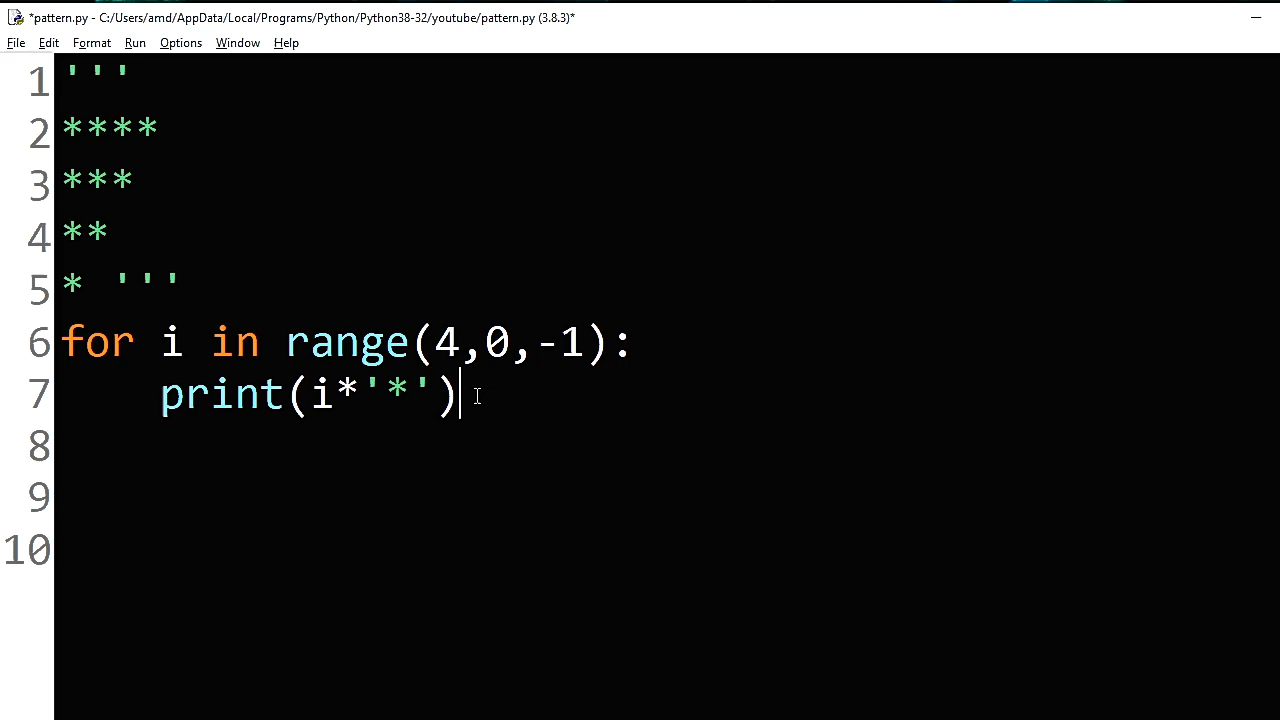 *pattern.py - C:/Users/amd/AppData/Local/Programs/Python/Python38-32/youtube/pattern.py (3.8.3)*
File Edit Format Run Options Window Help
1 '''
2 ****
3 ***
4 **
5 * '''
6 for i in range(4,0,-1):
7     print(i*'*')
8
9
10